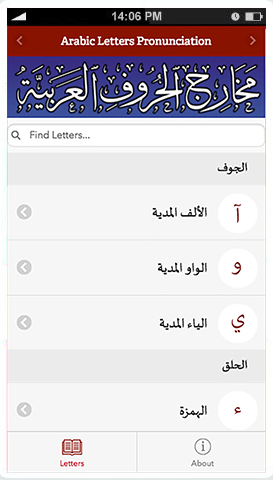 14:06 PM
Arabic Letters Pronunciation
مخارج الحروف العربية
Find Letters...
الجوف
آ الألف المدية
و الواو المدية
ي الياء المدية
الحلق
ء الهمزة
Letters
About